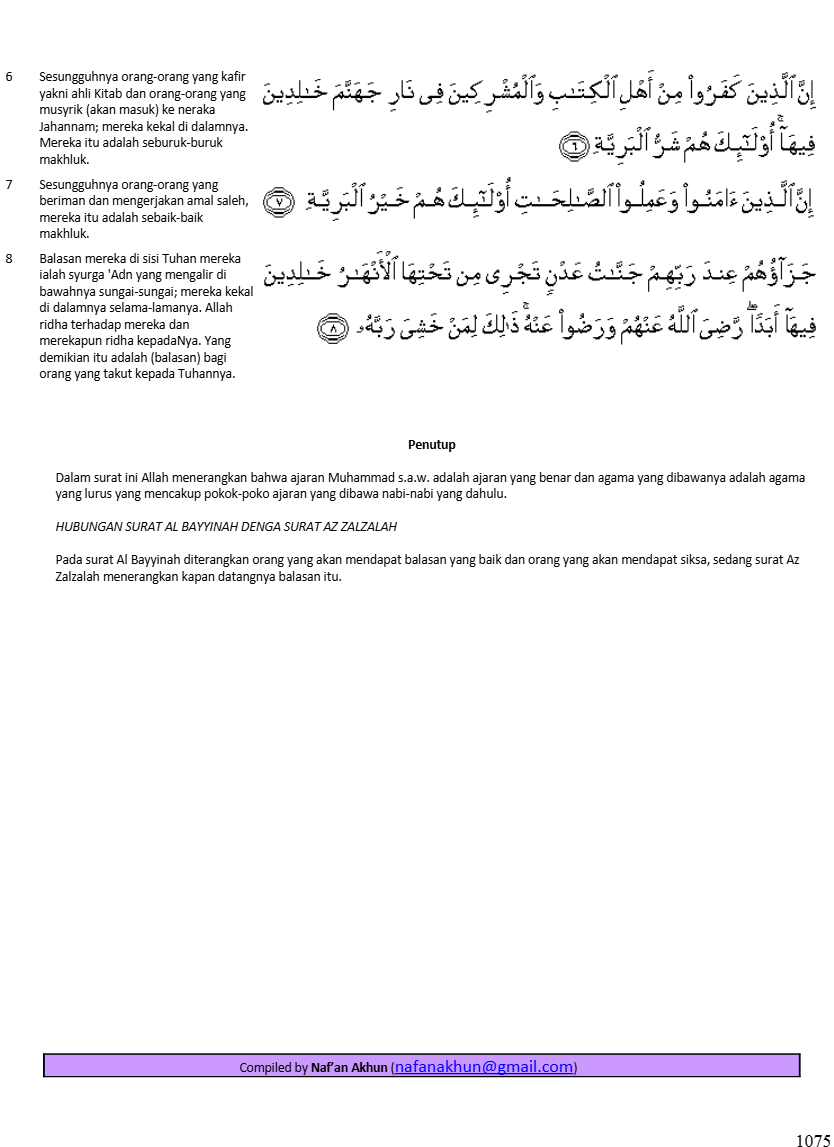 6 Sesungguhnya orang-orang yang kafir
yakni ahli Kitab dan orang-orang yang
musyrik (akan masuk) ke neraka
Jahannam; mereka kekal di dalamnya.
Mereka itu adalah seburuk-buruk
makhluk.
إِنَّ ٱلَّذِينَ كَفَرُوا۟ مِنْ أَهْلِ ٱلْكِتَـٰبِ وَٱلْمُشْرِكِينَ فِى نَارِ جَهَنَّمَ خَـٰلِدِينَ
فِيهَآ ۚ أُو۟لَـٰٓئِكَ هُمْ شَرُّ ٱلْبَرِيَّةِ ٦
7 Sesungguhnya orang-orang yang
beriman dan mengerjakan amal saleh,
mereka itu adalah sebaik-baik
makhluk.
إِنَّ ٱلَّذِينَ ءَامَنُوا۟ وَعَمِلُوا۟ ٱلصَّـٰلِحَـٰتِ أُو۟لَـٰٓئِكَ هُمْ خَيْرُ ٱلْبَرِيَّةِ ٧
8 Balasan mereka di sisi Tuhan mereka
ialah syurga 'Adn yang mengalir di
bawahnya sungai-sungai; mereka kekal
di dalamnya selama-lamanya. Allah
ridha terhadap mereka dan
merekapun ridha kepadaNya. Yang
demikian itu adalah (balasan) bagi
orang yang takut kepada Tuhannya.
جَزَآؤُهُمْ عِندَ رَبِّهِمْ جَنَّـٰتُ عَدْنٍ تَجْرِى مِن تَحْتِهَا ٱلْأَنْهَـٰرُ خَـٰلِدِينَ
فِيهَآ أَبَدًا ۖ رَّضِىَ ٱللَّهُ عَنْهُمْ وَرَضُوا۟ عَنْهُ ۚ ذَٰلِكَ لِمَنْ خَشِىَ رَبَّهُۥ ٨
Penutup
Dalam surat ini Allah menerangkan bahwa ajaran Muhammad s.a.w. adalah ajaran yang benar dan agama yang dibawanya adalah agama
yang lurus yang mencakup pokok-poko ajaran yang dibawa nabi-nabi yang dahulu.
HUBUNGAN SURAT AL BAYYINAH DENGA SURAT AZ ZALZALAH
Pada surat Al Bayyinah diterangkan orang yang akan mendapat balasan yang baik dan orang yang akan mendapat siksa, sedang surat Az
Zalzalah menerangkan kapan datangnya balasan itu.
Compiled by Naf’an Akhun (nafanakhun@gmail.com)
1075